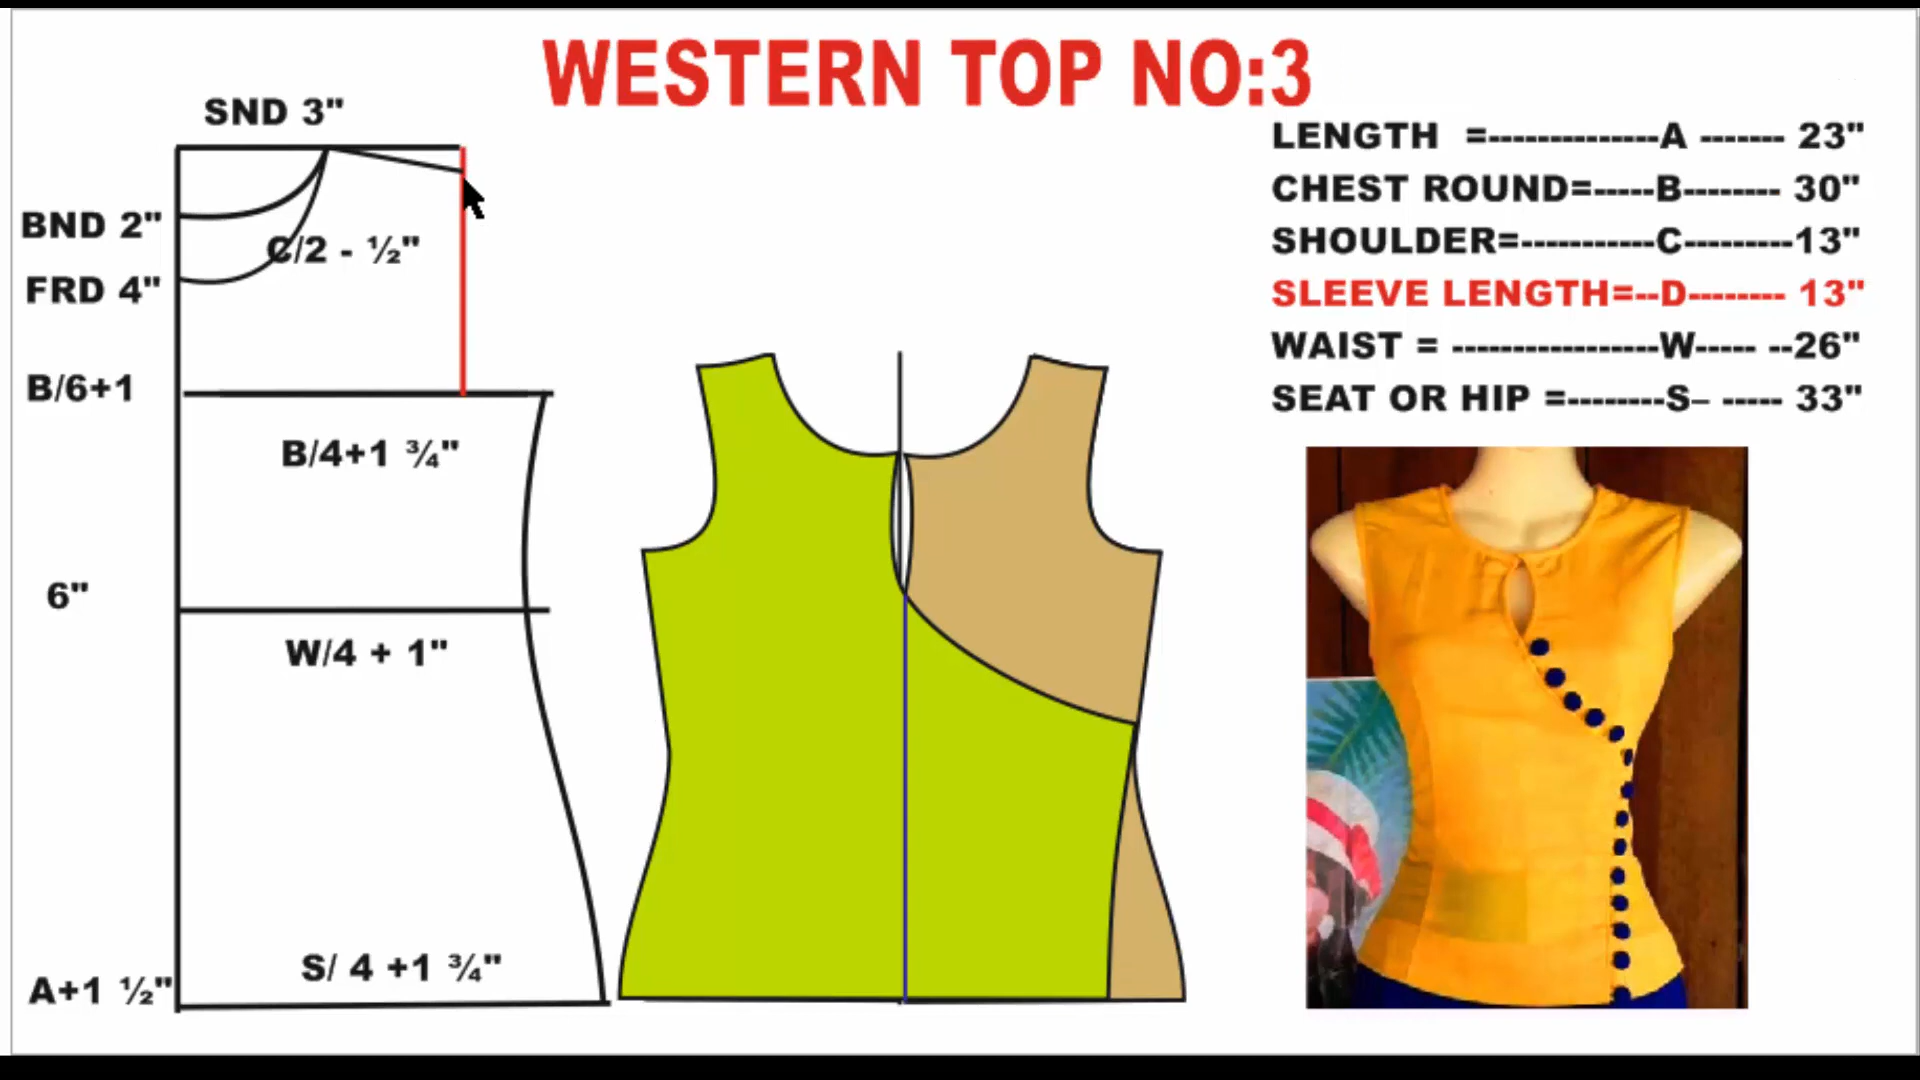 WESTERN TOP NO:3
SND 3"
BND 2"
C/2 - ½"
FRD 4"
B/6+1
B/4+1 ¾"
6"
W/4 + 1"
S/ 4 +1 ¾"
A+1 ½"
LENGTH =--------------A ------- 23"
CHEST ROUND=-----B-------- 30"
SHOULDER=-----------C---------13"
SLEEVE LENGTH=--D-------- 13"
WAIST = -----------------W----- --26"
SEAT OR HIP =--------S– ----- 33"